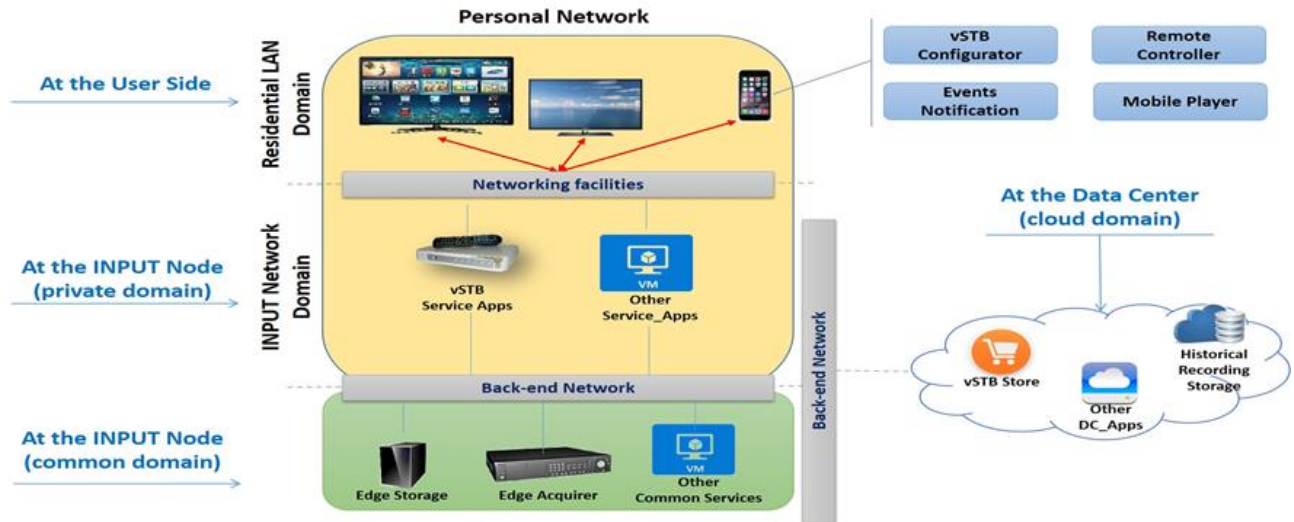 Personal Network
At the User Side
Residential LAN
Domain
vSTB
Configurator
Remote
Controller
Events
Notification
Mobile Player
Networking facilities
At the INPUT Node
(private domain)
INPUT Network
Domain
vSTB
Service Apps
VM
Other
Service_Apps
Back-end Network
At the Data Center
(cloud domain)
vSTB Store
Other
DC_Apps
Historical
Recording
Storage
Back-end Network
At the INPUT Node
(common domain)
Edge Storage
Edge Acquirer
VM
Other
Common Services